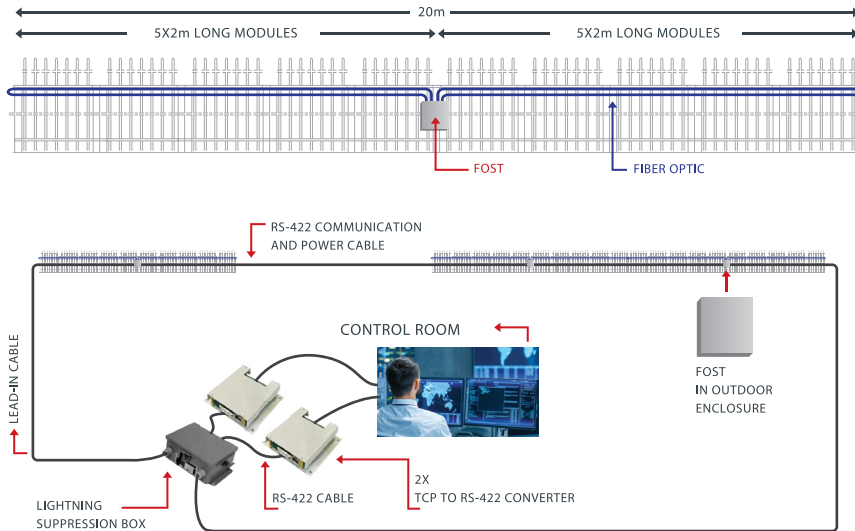 20m
5X2m LONG MODULES
5X2m LONG MODULES
FOST
FIBER OPTIC
RS-422 COMMUNICATION
AND POWER CABLE
CONTROL ROOM
LEAD-IN CABLE
FOST
IN OUTDOOR
ENCLOSURE
LIGHTNING
SUPPRESSION BOX
RS-422 CABLE
2X
TCP TO RS-422 CONVERTER